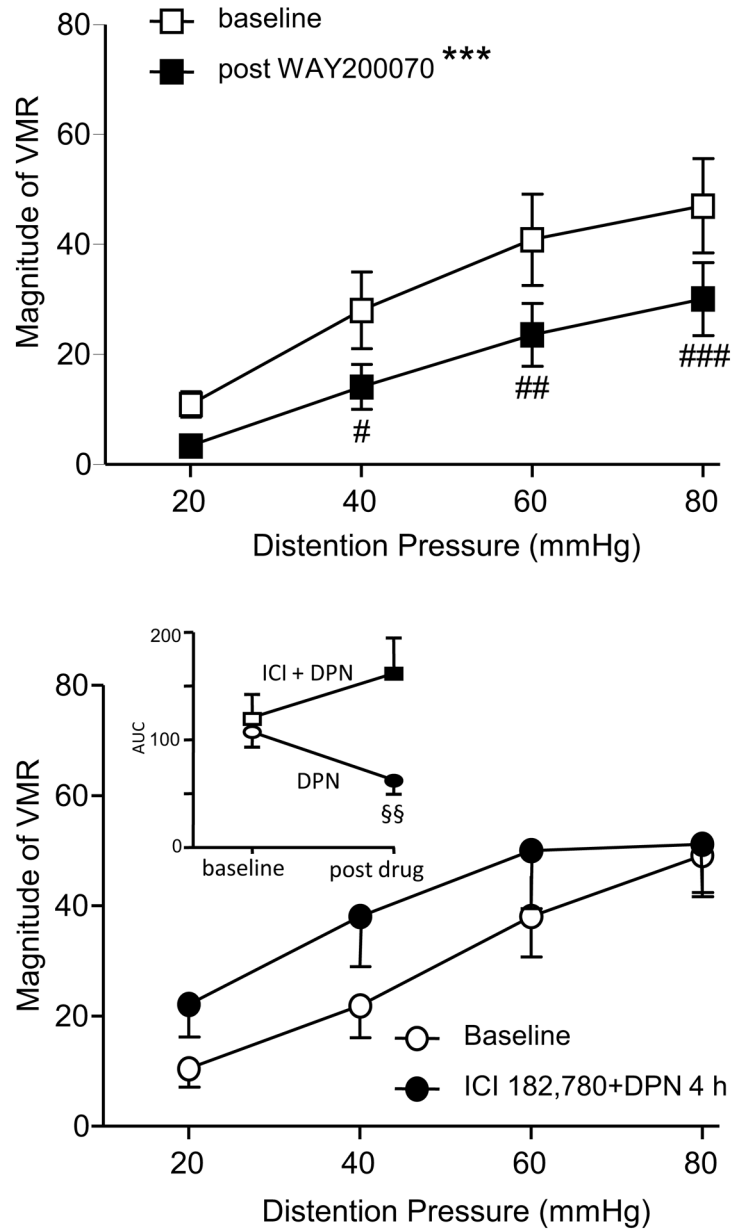 80
baseline
post WAY200070 ***
60
Magnitude of VMR
40
20
0
#
##
###
20 40 60 80
Distention Pressure (mmHg)
200
ICI + DPN
AUC
100
DPN
§§
0
baseline post drug
80
60
Magnitude of VMR
40
20
0
Baseline
ICI 182,780+DPN 4 h
20 40 60 80
Distention Pressure (mmHg)